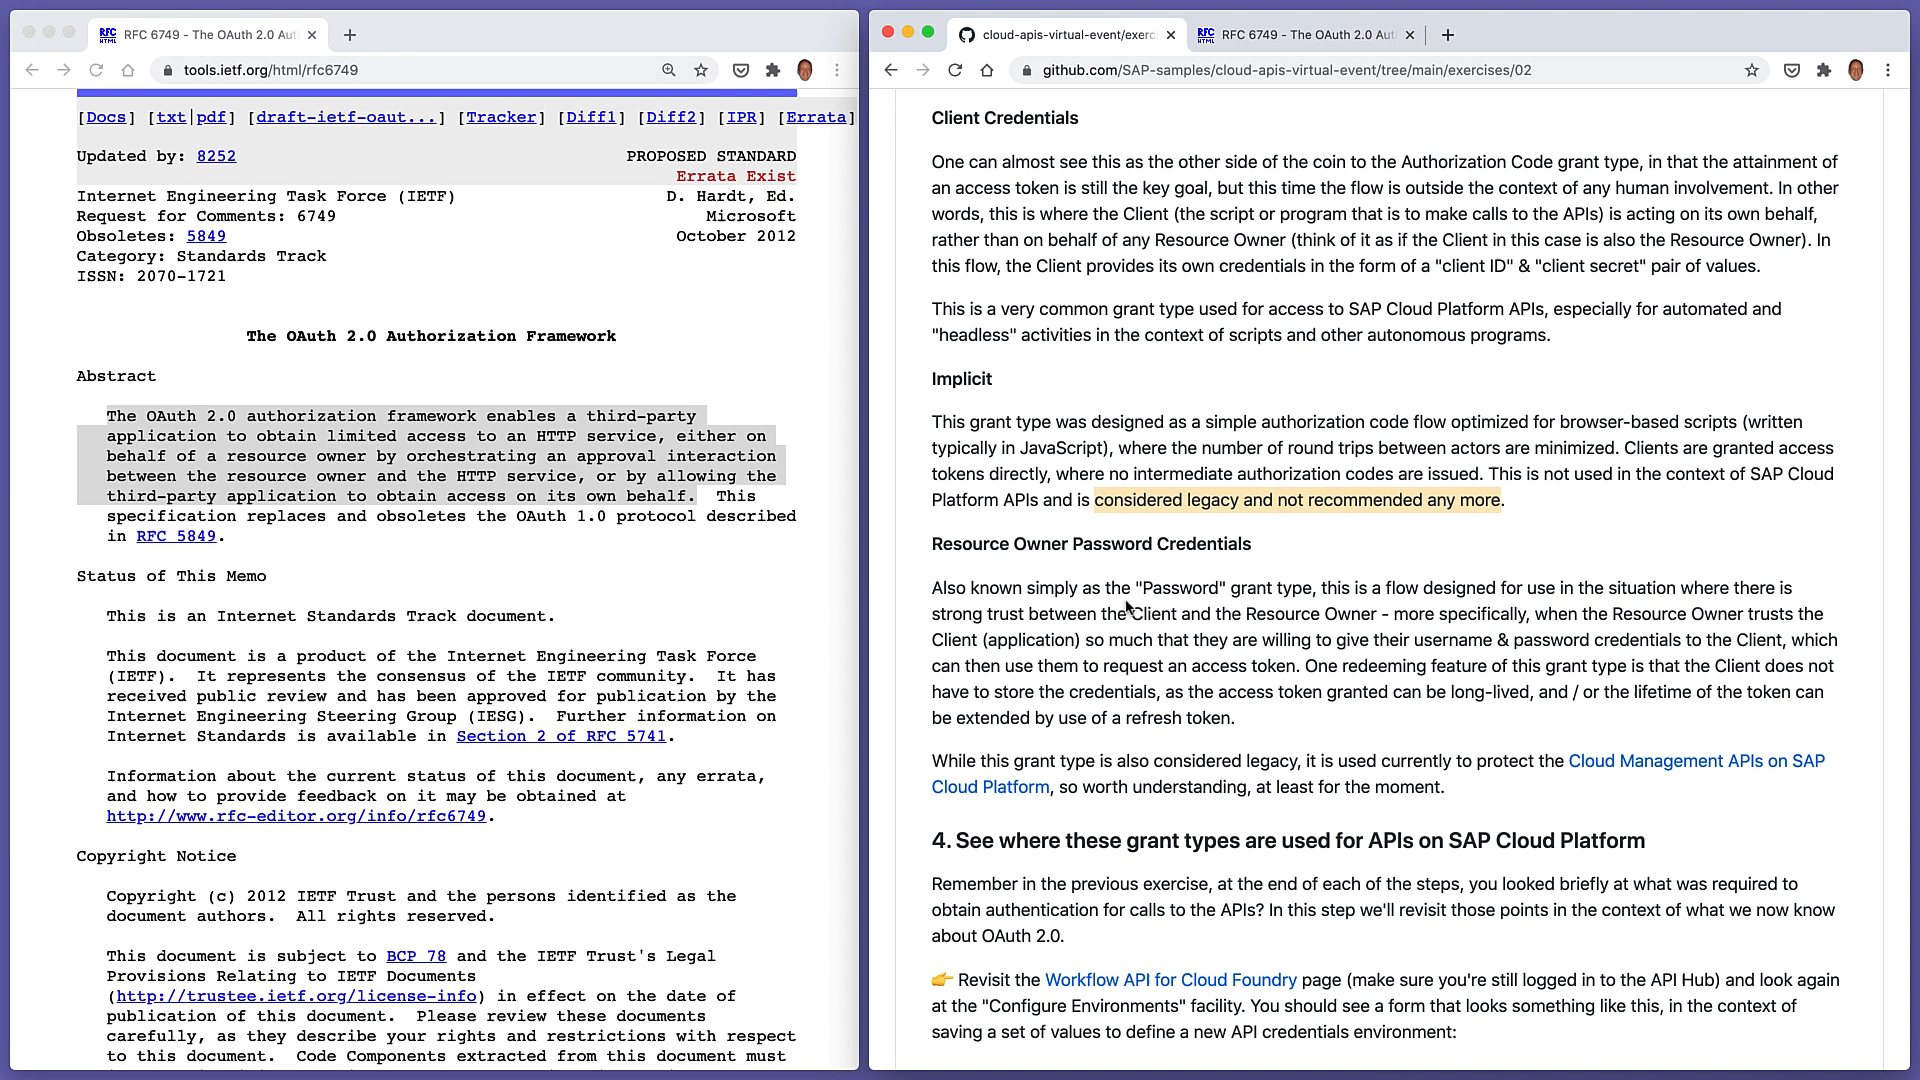 RFC 6749 - The OAuth 2.0 Aut
tools.ietf.org/html/rfc6749
[Docs] [txt|pdf] [draft-ietf-oaut...] [Tracker] [Diff1] [Diff2] [IPR] [Errata]
Updated by: 8252 PROPOSED STANDARD
Errata Exist
Internet Engineering Task Force (IETF) D. Hardt, Ed.
Request for Comments: 6749 Microsoft
Obsoletes: 5849 October 2012
Category: Standards Track
ISSN: 2070-1721
The OAuth 2.0 Authorization Framework
Abstract
The OAuth 2.0 authorization framework enables a third-party
application to obtain limited access to an HTTP service, either on
behalf of a resource owner by orchestrating an approval interaction
between the resource owner and the HTTP service, or by allowing the
third-party application to obtain access on its own behalf. This
specification replaces and obsoletes the OAuth 1.0 protocol described
in RFC 5849.
Status of This Memo
This is an Internet Standards Track document.
This document is a product of the Internet Engineering Task Force
(IETF). It represents the consensus of the IETF community. It has
received public review and has been approved for publication by the
Internet Engineering Steering Group (IESG). Further information on
Internet Standards is available in Section 2 of RFC 5741.
Information about the current status of this document, any errata,
and how to provide feedback on it may be obtained at
http://www.rfc-editor.org/info/rfc6749.
Copyright Notice
Copyright (c) 2012 IETF Trust and the persons identified as the
document authors. All rights reserved.
This document is subject to BCP 78 and the IETF Trust's Legal
Provisions Relating to IETF Documents
(http://trustee.ietf.org/license-info) in effect on the date of
publication of this document. Please review these documents
carefully, as they describe your rights and restrictions with respect
to this document. Code Components extracted from this document must
cloud-apis-virtual-event/exerci
RFC 6749 - The OAuth 2.0 Aut
github.com/SAP-samples/cloud-apis-virtual-event/tree/main/exercises/02
Client Credentials
One can almost see this as the other side of the coin to the Authorization Code grant type, in that the attainment of
an access token is still the key goal, but this time the flow is outside the context of any human involvement. In other
words, this is where the Client (the script or program that is to make calls to the APIs) is acting on its own behalf,
rather than on behalf of any Resource Owner (think of it as if the Client in this case is also the Resource Owner). In
this flow, the Client provides its own credentials in the form of a "client ID" & "client secret" pair of values.
This is a very common grant type used for access to SAP Cloud Platform APIs, especially for automated and
"headless" activities in the context of scripts and other autonomous programs.
Implicit
This grant type was designed as a simple authorization code flow optimized for browser-based scripts (written
typically in JavaScript), where the number of round trips between actors are minimized. Clients are granted access
tokens directly, where no intermediate authorization codes are issued. This is not used in the context of SAP Cloud
Platform APIs and is considered legacy and not recommended any more.
Resource Owner Password Credentials
Also known simply as the "Password" grant type, this is a flow designed for use in the situation where there is
strong trust between the Client and the Resource Owner - more specifically, when the Resource Owner trusts the
Client (application) so much that they are willing to give their username & password credentials to the Client, which
can then use them to request an access token. One redeeming feature of this grant type is that the Client does not
have to store the credentials, as the access token granted can be long-lived, and / or the lifetime of the token can
be extended by use of a refresh token.
While this grant type is also considered legacy, it is used currently to protect the Cloud Management APIs on SAP
Cloud Platform, so worth understanding, at least for the moment.
4. See where these grant types are used for APIs on SAP Cloud Platform
Remember in the previous exercise, at the end of each of the steps, you looked briefly at what was required to
obtain authentication for calls to the APIs? In this step we'll revisit those points in the context of what we now know
about OAuth 2.0.
👉 Revisit the Workflow API for Cloud Foundry page (make sure you're still logged in to the API Hub) and look again
at the "Configure Environments" facility. You should see a form that looks something like this, in the context of
saving a set of values to define a new API credentials environment: